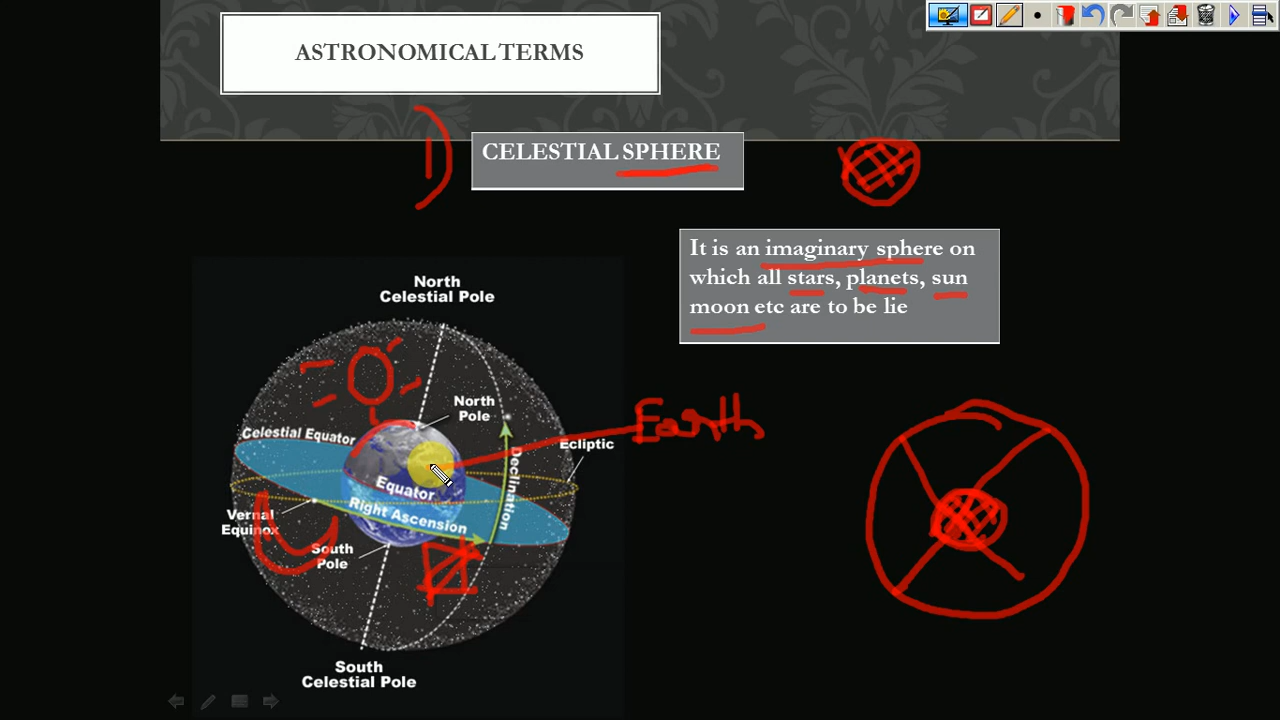 ASTRONOMICAL TERMS
1)
CELESTIAL SPHERE
It is an imaginary sphere on
which all stars, planets, sun
moon etc are to be lie
North
Celestial Pole
North
Pole
Earth
Celestial Equator
Ecliptic
Declination
Equator
Right Ascension
Vernal
Equinox
South
Pole
South
Celestial Pole